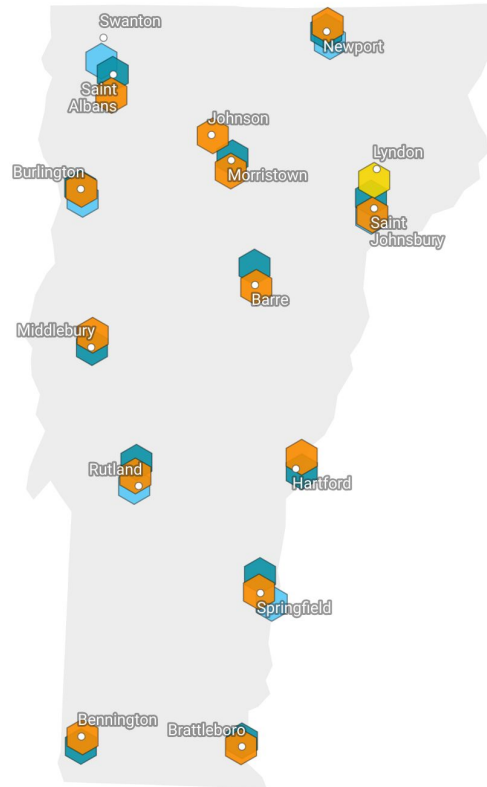 Swanton
Newport
Saint
Albans
Johnson
Lyndon
Burlington
Morristown
Saint
Johnsbury
Barre
Middlebury
Rutland
Hartford
Springfield
Bennington
Brattleboro